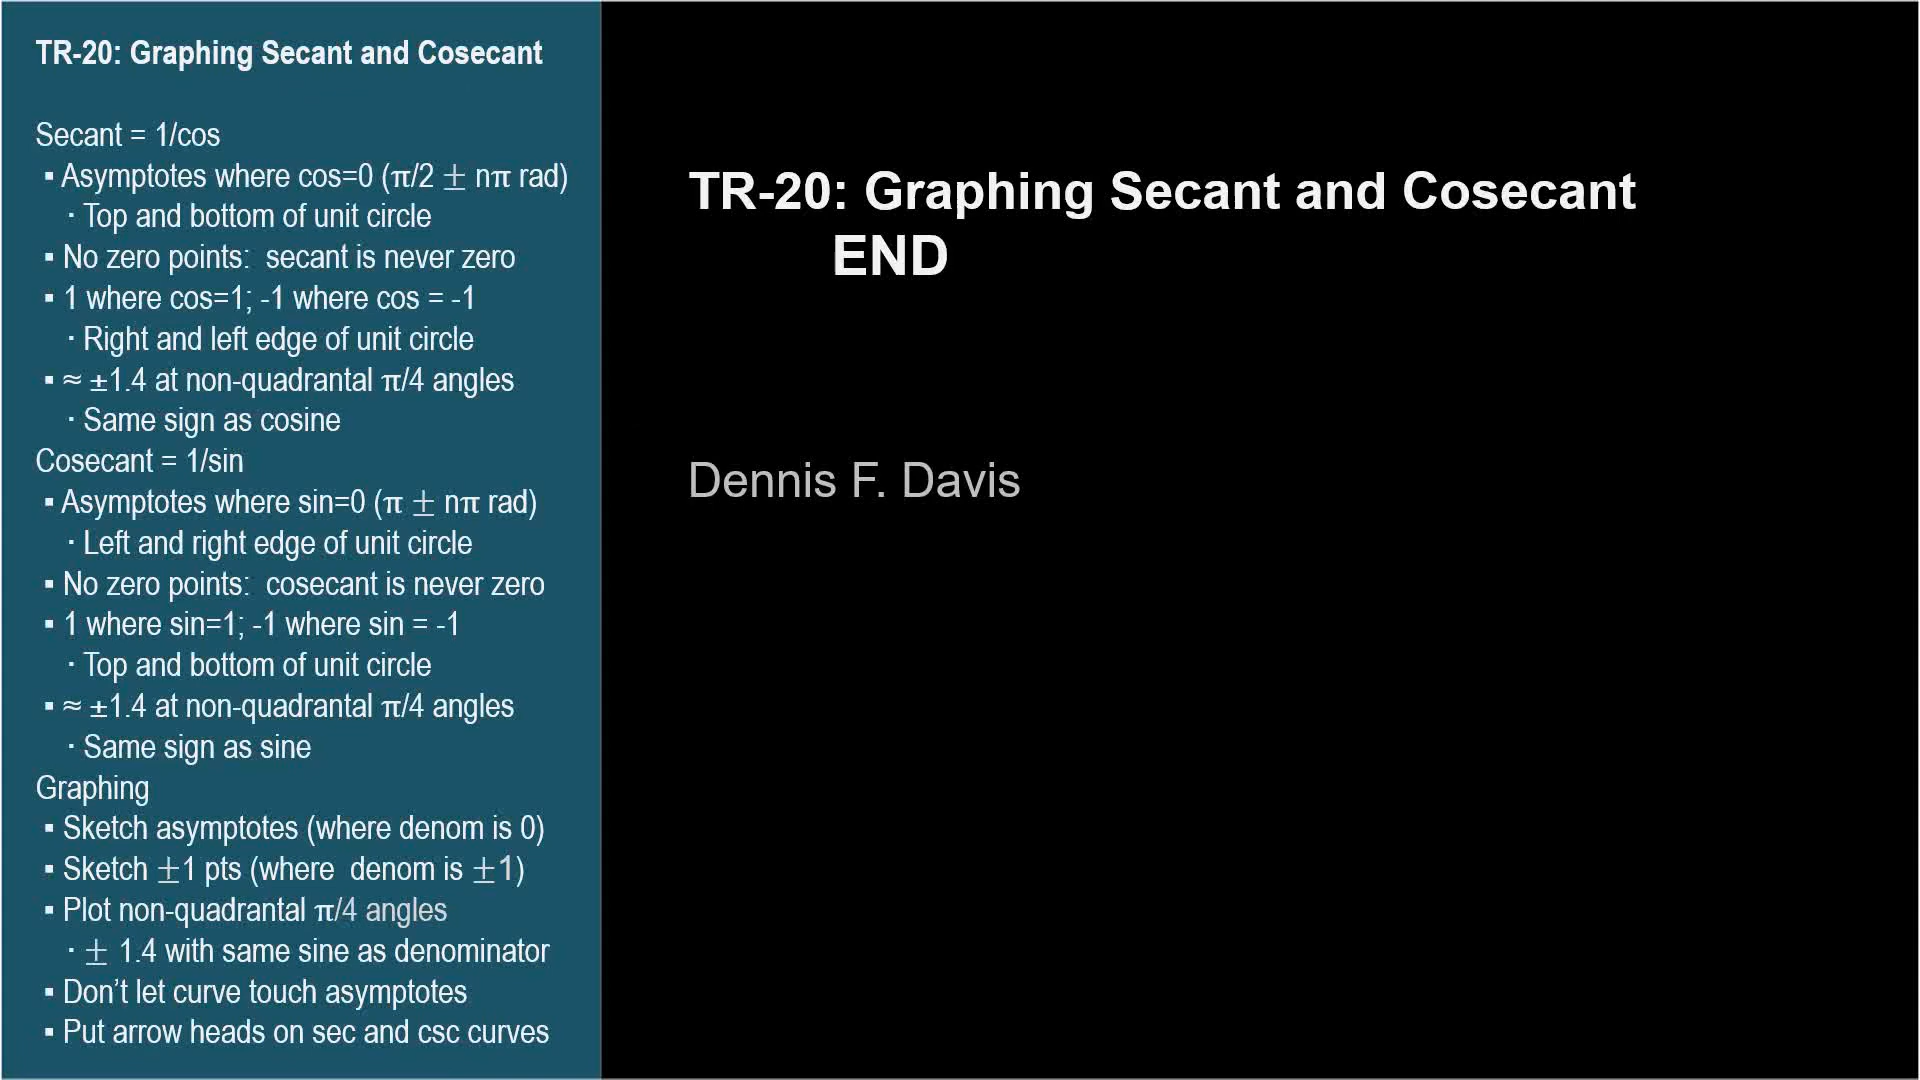 TR-20: Graphing Secant and Cosecant
Secant = 1/cos
▪ Asymptotes where cos=0 (π/2 ± nπ rad)
· Top and bottom of unit circle
▪ No zero points:  secant is never zero
▪ 1 where cos=1; -1 where cos = -1
· Right and left edge of unit circle
▪ ≈ ±1.4 at non-quadrantal π/4 angles
· Same sign as cosine
Cosecant = 1/sin
▪ Asymptotes where sin=0 (π ± nπ rad)
· Left and right edge of unit circle
▪ No zero points:  cosecant is never zero
▪ 1 where sin=1; -1 where sin = -1
· Top and bottom of unit circle
▪ ≈ ±1.4 at non-quadrantal π/4 angles
· Same sign as sine
Graphing
▪ Sketch asymptotes (where denom is 0)
▪ Sketch ±1 pts (where  denom is ±1)
▪ Plot non-quadrantal π/4 angles
· ± 1.4 with same sine as denominator
▪ Don’t let curve touch asymptotes
▪ Put arrow heads on sec and csc curves
TR-20: Graphing Secant and Cosecant
END
Dennis F. Davis